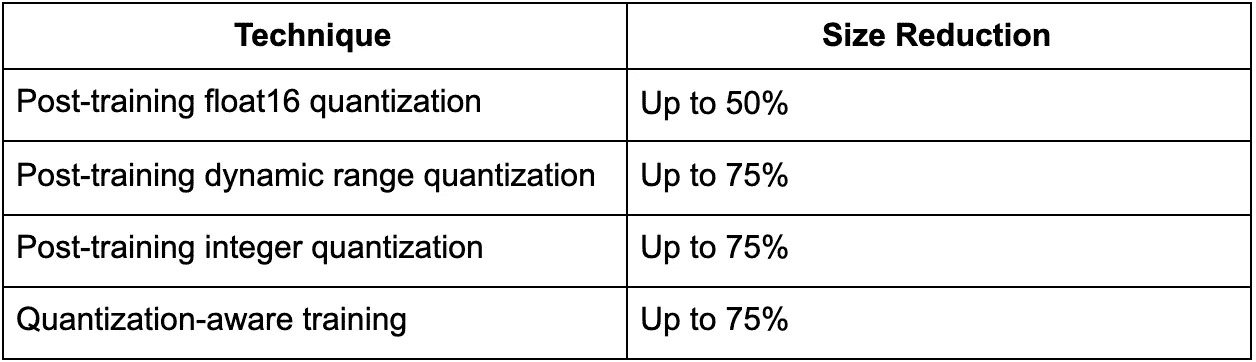 Technique Size Reduction
Post-training float16 quantization Up to 50%
Post-training dynamic range quantization Up to 75%
Post-training integer quantization Up to 75%
Quantization-aware training Up to 75%